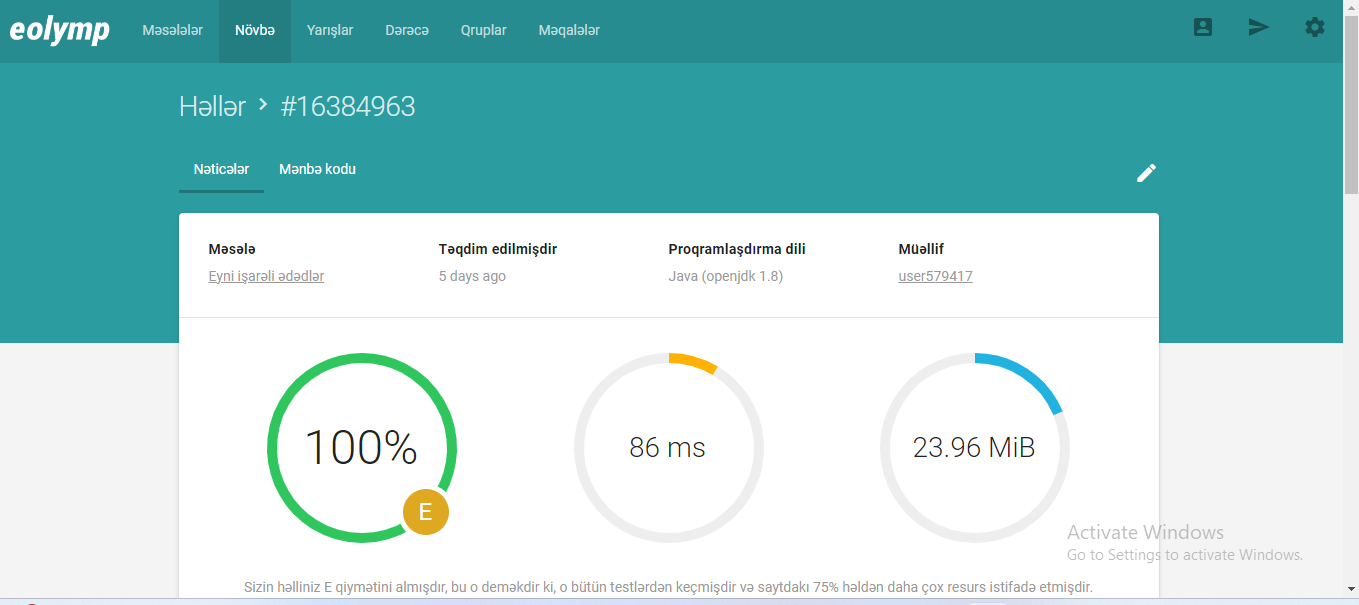 eolymp Məsələlər Növbə Yarışlar Dərəcə Qruplar Məqalələr
Həllər > #16384963
Nəticələr Mənbə kodu
Məsələ Təqdim edilmişdir Proqramlaşdırma dili Müəllif
Eyni işarəli ədədlər 5 days ago Java (openjdk 1.8) user579417
100% 86 ms 23.96 MiB
E
Activate Windows
Go to Settings to activate Windows.
Sizin həlliniz E qiymətini almışdır, bu o deməkdir ki, o bütün testlərdən keçmişdir və saytdakı 75% həldən daha çox resurs istifadə etmişdir.